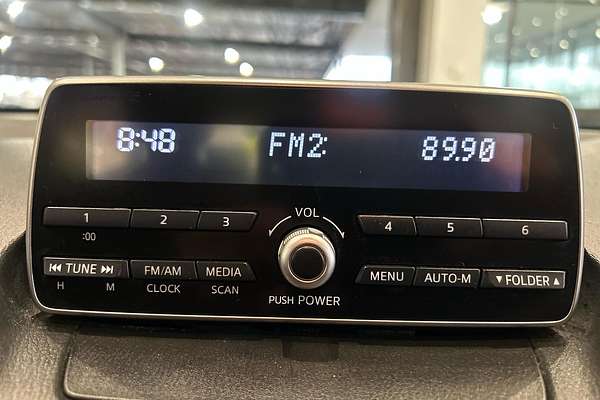 8:48 FM2: 89.90
VOL
1 2 3 4 5 6
:00
⏮ TUNE ⏭ FM/AM MEDIA MENU AUTO-M ▼ FOLDER ▲
H M CLOCK SCAN PUSH POWER